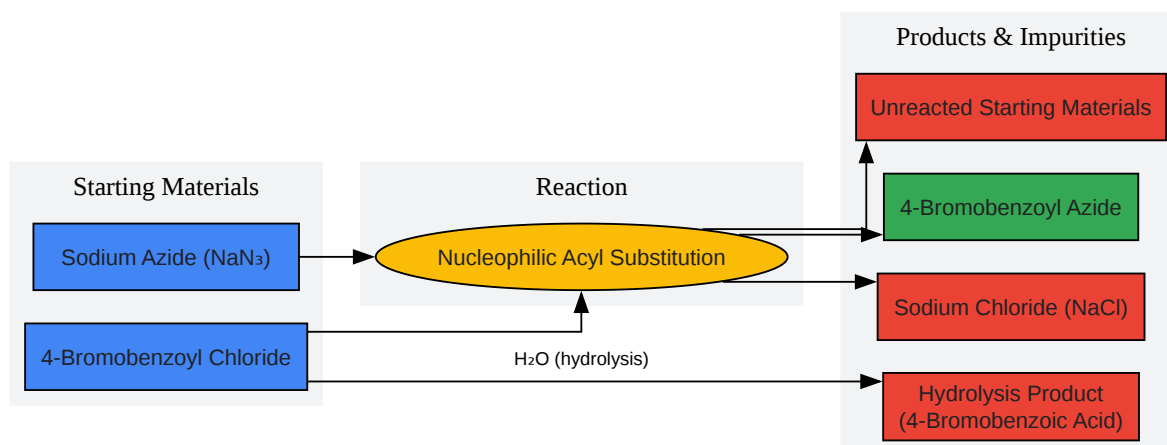 Products & Impurities
Unreacted Starting Materials
Starting Materials
Reaction
4-Bromobenzoyl Azide
Sodium Azide (NaN₃)
Nucleophilic Acyl Substitution
Sodium Chloride (NaCl)
4-Bromobenzoyl Chloride
H₂O (hydrolysis)
Hydrolysis Product
(4-Bromobenzoic Acid)